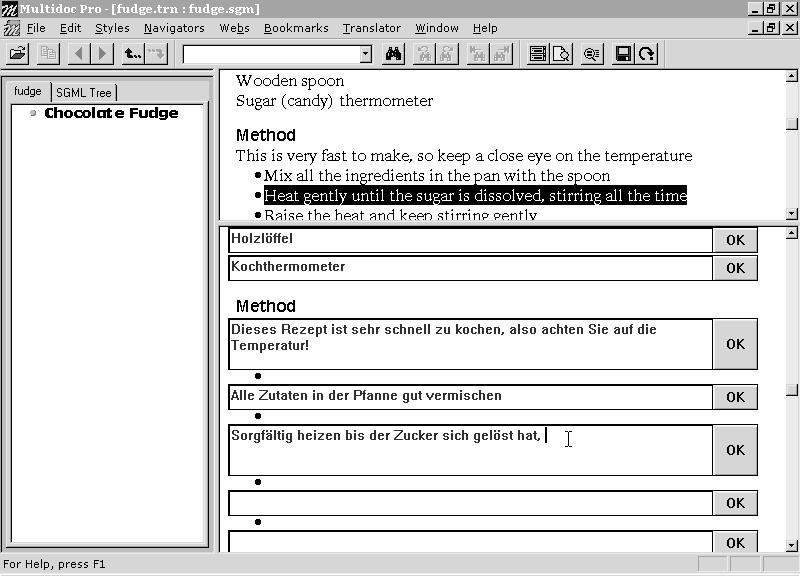 Multidoc Pro - [fudge.trn : fudge.sgm]
File Edit Styles Navigators Webs Bookmarks Translator Window Help
fudge SGML Tree
Chocolate Fudge
Wooden spoon
Sugar (candy) thermometer
Method
This is very fast to make, so keep a close eye on the temperature
•Mix all the ingredients in the pan with the spoon
•Heat gently until the sugar is dissolved, stirring all the time
•Raise the heat and keep stirring gently
Holzlöffel OK
Kochthermometer OK
Method
Dieses Rezept ist sehr schnell zu kochen, also achten Sie auf die
Temperatur!
OK
•
Alle Zutaten in der Pfanne gut vermischen OK
•
Sorgfältig heizen bis der Zucker sich gelöst hat,
OK
•
OK
•
OK
For Help, press F1